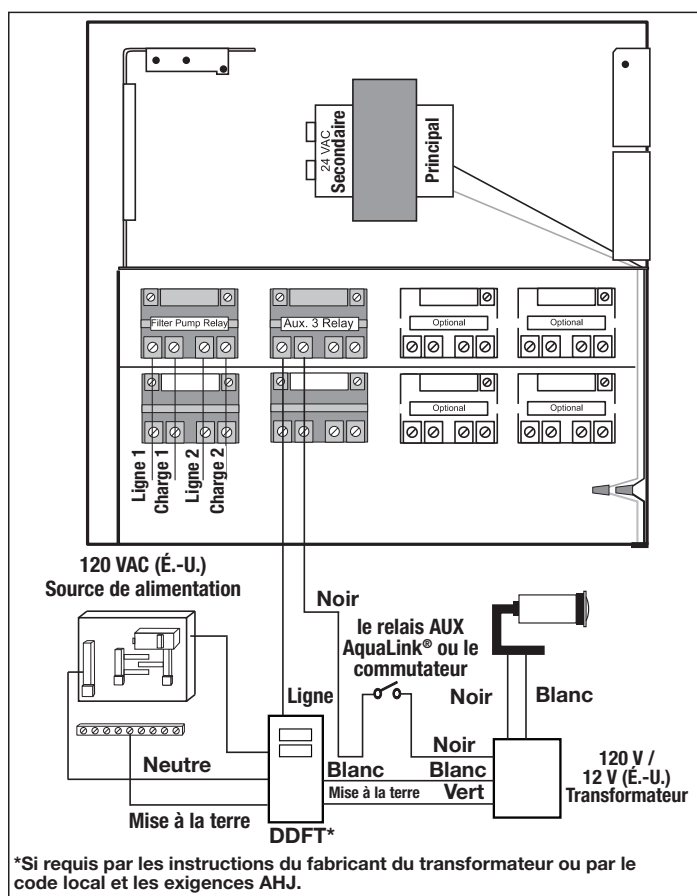 24 VAC
Secondaire
Principal
Filter Pump Relay
Aux. 3 Relay
Optional
Optional
Optional
Optional
Ligne 1
Charge 1
Ligne 2
Charge 2
120 VAC (É.-U.)
Source de alimentation
Noir
le relais AUX
AquaLink® ou le
commutateur
Noir
Blanc
Ligne
Noir
Neutre
Blanc
Blanc
Mise à la terre
Vert
Mise à la terre
DDFT*
120 V /
12 V (É.-U.)
Transformateur
*Si requis par les instructions du fabricant du transformateur ou par le
code local et les exigences AHJ.